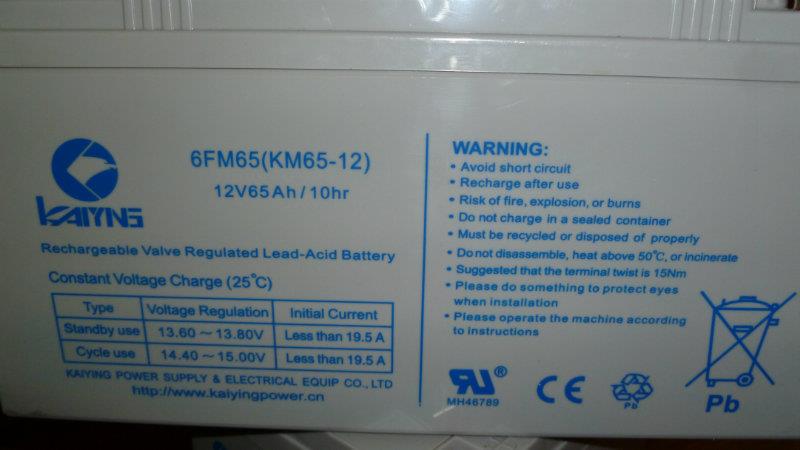 KAIYING
6FM65(KM65-12)
12V65Ah/10hr
Rechargeable Valve Regulated Lead-Acid Battery
Constant Voltage Charge (25℃)
Type Voltage Regulation Initial Current
Standby use 13.60～13.80V Less than 19.5 A
Cycle use 14.40～15.00V Less than 19.5 A
KAIYING POWER SUPPLY & ELECTRICAL EQUIP CO., LTD
http://www.kaiyingpower.cn
WARNING:
• Avoid short circuit
• Recharge after use
• Risk of fire, explosion, or burns
• Do not charge in a sealed container
• Must be recycled or disposed of properly
• Do not disassemble, heat above 50℃, or incinerate
• Suggested that the terminal twist is 15Nm
• Please do something to protect eyes
when installation
• Please operate the machine according
to instructions
RU®
MH46789
CE
Pb
Pb